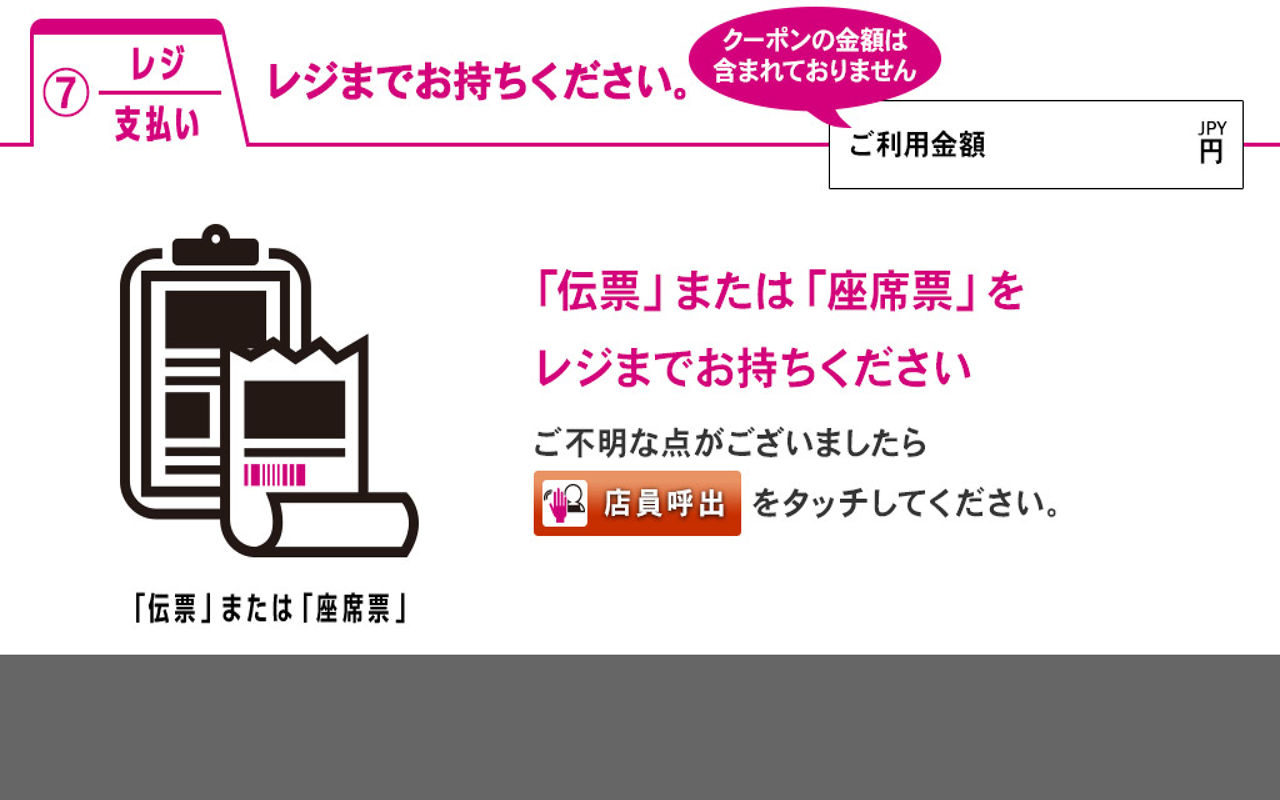 ⑦
レジ
支払い
レジまでお持ちください。
クーポンの金額は
含まれておりません
ご利用金額
JPY
円
「伝票」または「座席票」を
レジまでお持ちください
ご不明な点がございましたら
店員呼出 をタッチしてください。
「伝票」または「座席票」